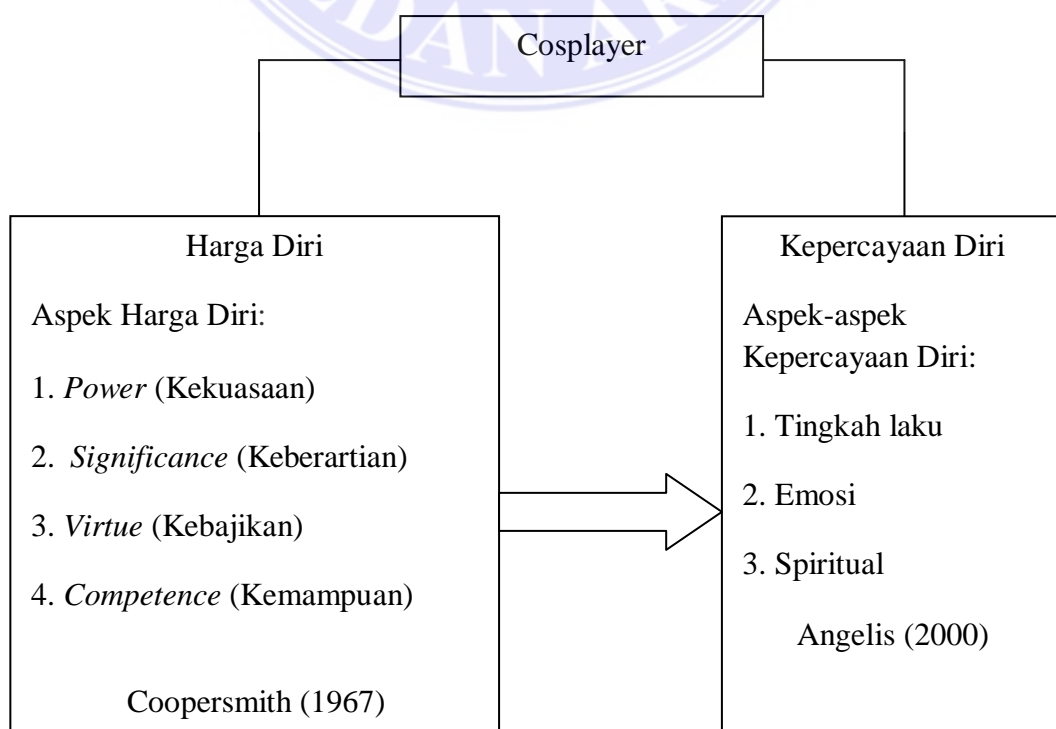 Cosplayer
Harga Diri
Aspek Harga Diri:
1. Power (Kekuasaan)
2. Significance (Keberartian)
3. Virtue (Kebajikan)
4. Competence (Kemampuan)
Coopersmith (1967)
Kepercayaan Diri
Aspek-aspek
Kepercayaan Diri:
1. Tingkah laku
2. Emosi
3. Spiritual
Angelis (2000)